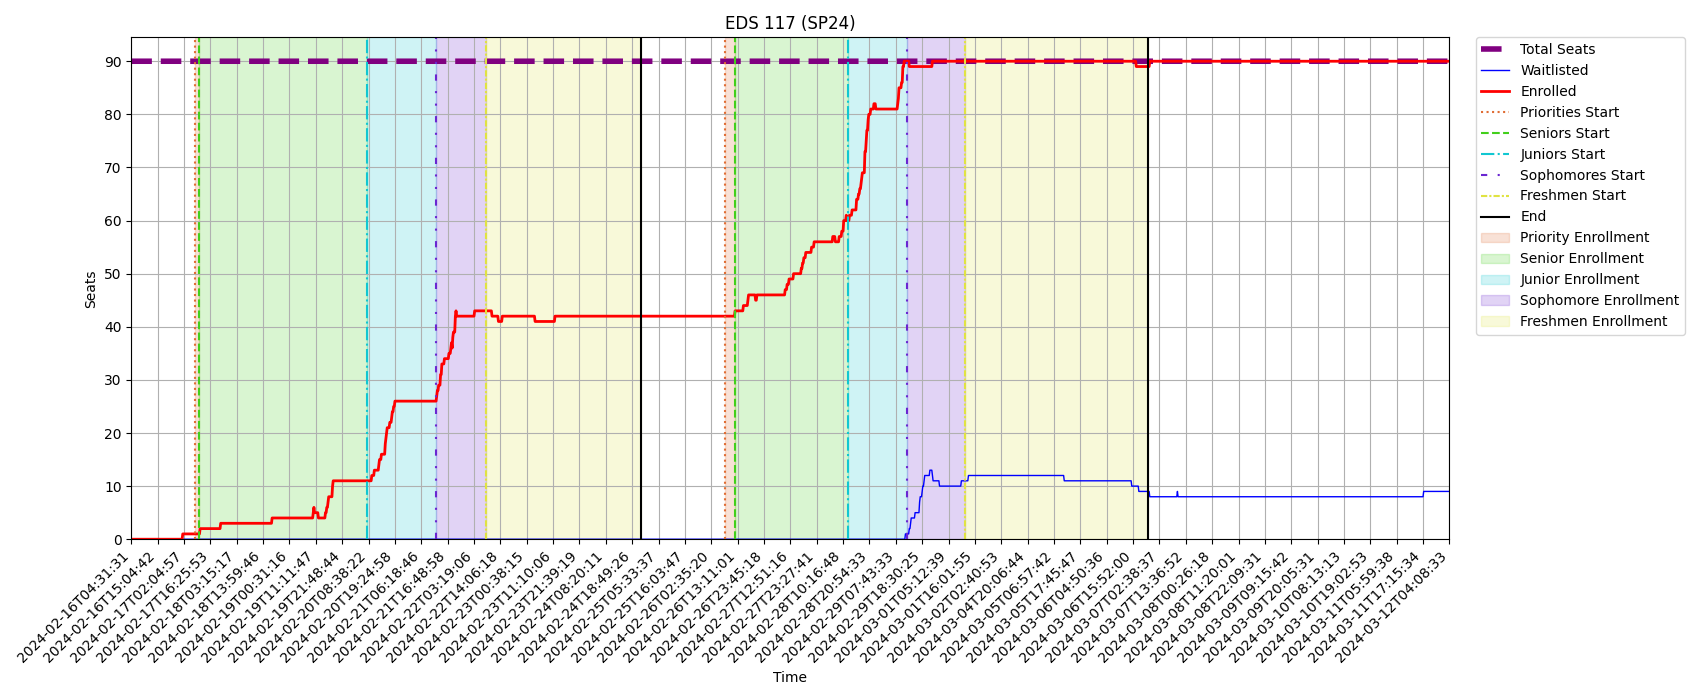 EDS 117 (SP24)
Seats
90
80
70
60
50
40
30
20
10
0
2024-02-16T04:31:31
2024-02-16T15:04:42
2024-02-17T02:04:57
2024-02-17T16:25:53
2024-02-18T03:15:17
2024-02-18T13:59:46
2024-02-19T00:31:16
2024-02-19T11:11:47
2024-02-19T21:48:44
2024-02-20T08:38:22
2024-02-20T19:24:58
2024-02-21T06:18:46
2024-02-21T16:48:58
2024-02-22T03:19:06
2024-02-22T14:06:18
2024-02-23T00:38:15
2024-02-23T11:10:06
2024-02-23T21:39:19
2024-02-24T08:20:11
2024-02-24T18:49:26
2024-02-25T05:33:37
2024-02-25T16:03:47
2024-02-26T02:35:20
2024-02-26T13:11:01
2024-02-26T23:45:18
2024-02-27T12:51:16
2024-02-27T23:27:41
2024-02-28T10:16:48
2024-02-28T20:54:33
2024-02-29T07:43:33
2024-02-29T18:30:25
2024-03-01T05:12:39
2024-03-01T16:01:55
2024-03-02T02:40:53
2024-03-04T20:06:44
2024-03-05T06:57:42
2024-03-05T17:45:47
2024-03-06T04:50:36
2024-03-06T15:52:00
2024-03-07T02:38:37
2024-03-07T13:36:52
2024-03-08T00:26:18
2024-03-08T11:20:01
2024-03-08T22:09:31
2024-03-09T09:15:42
2024-03-09T20:05:31
2024-03-10T08:13:13
2024-03-10T19:02:53
2024-03-11T05:59:38
2024-03-11T17:15:34
2024-03-12T04:08:33
Time
Total Seats
Waitlisted
Enrolled
Priorities Start
Seniors Start
Juniors Start
Sophomores Start
Freshmen Start
End
Priority Enrollment
Senior Enrollment
Junior Enrollment
Sophomore Enrollment
Freshmen Enrollment